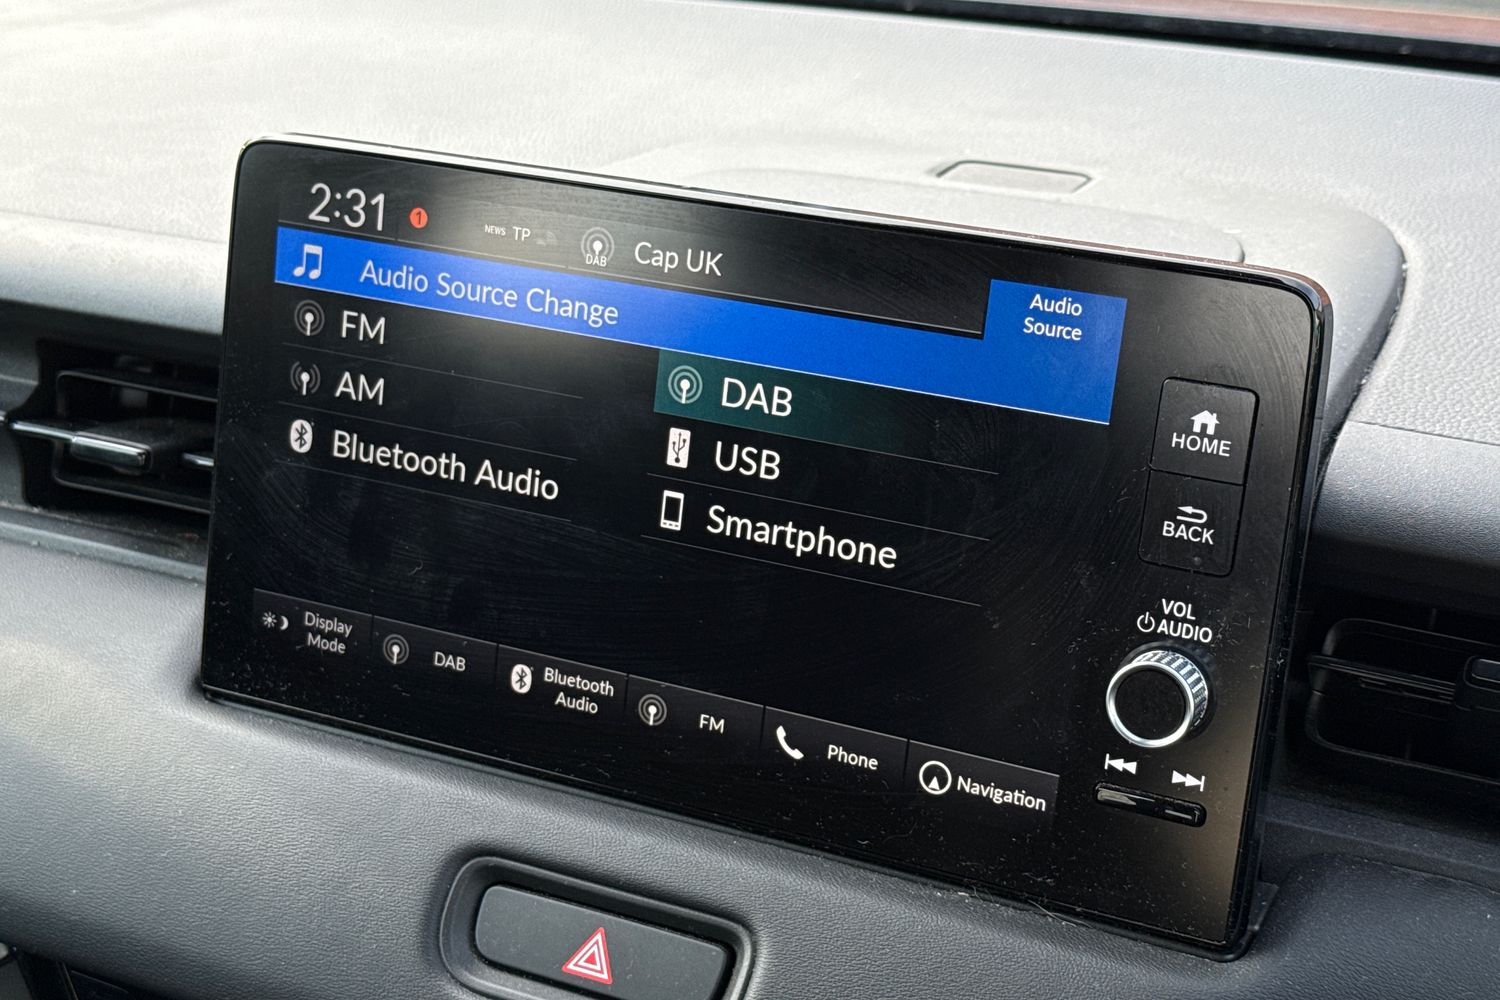 2:31
1
NEWS TP
DAB
Cap UK
Audio Source Change
Audio
Source
FM
DAB
AM
USB
Bluetooth Audio
Smartphone
HOME
BACK
VOL
AUDIO
Display
Mode
DAB
Bluetooth
Audio
FM
Phone
Navigation